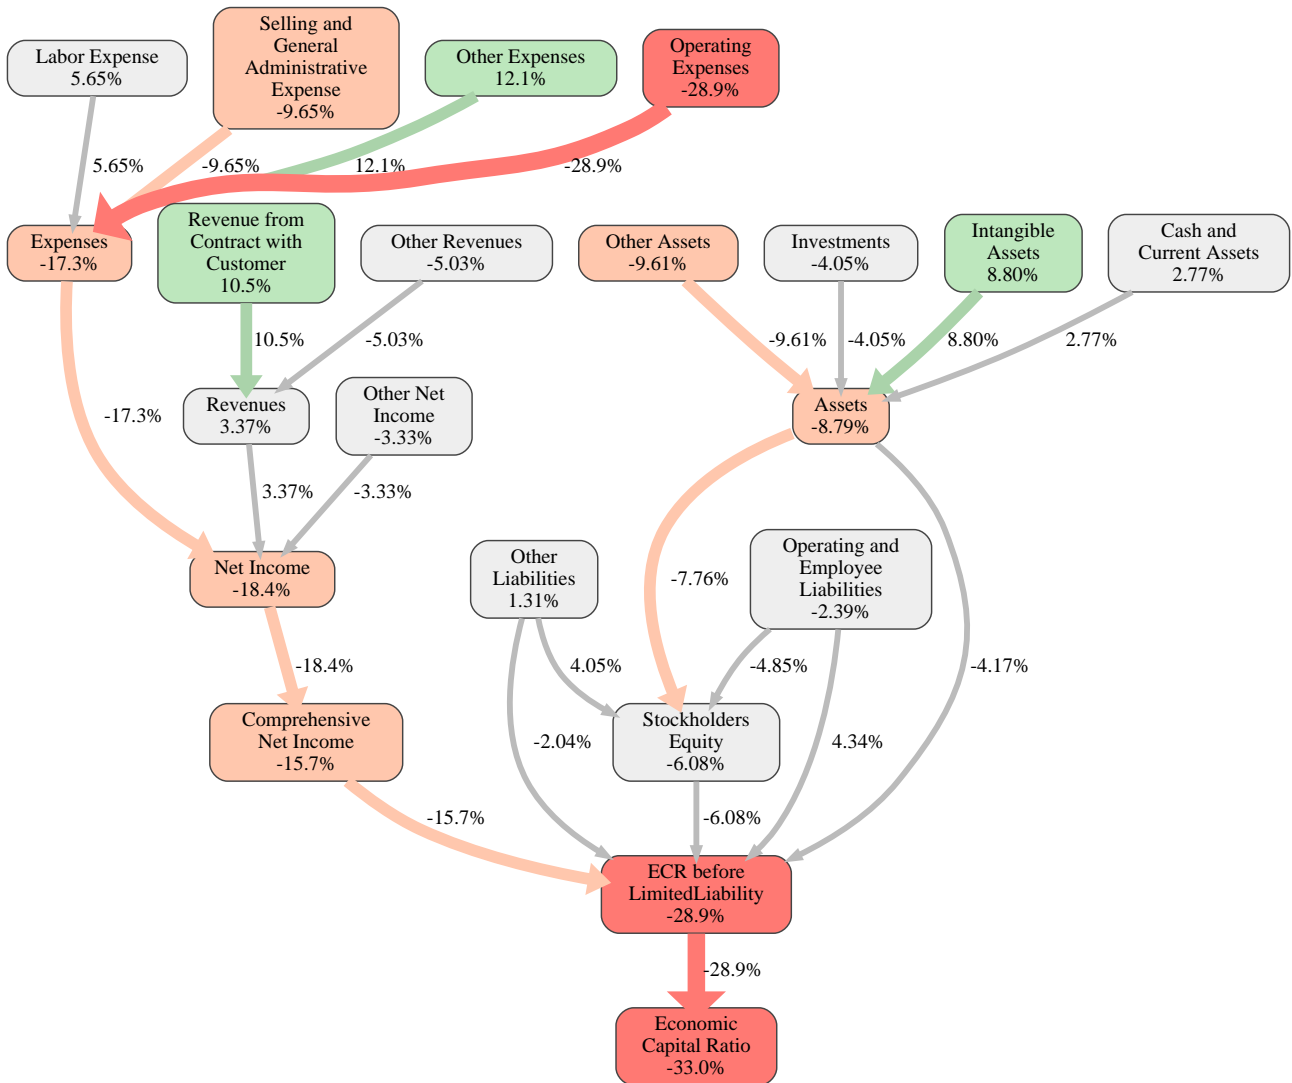 Labor Expense
5.65%
Selling and
General
Administrative
Expense
-9.65%
Other Expenses
12.1%
Operating
Expenses
-28.9%
5.65%
-9.65%
12.1%
-28.9%
Expenses
-17.3%
Revenue from
Contract with
Customer
10.5%
Other Revenues
-5.03%
Other Assets
-9.61%
Investments
-4.05%
Intangible
Assets
8.80%
Cash and
Current Assets
2.77%
10.5%
-5.03%
-9.61%
-4.05%
8.80%
2.77%
-17.3%
Revenues
3.37%
Other Net
Income
-3.33%
Assets
-8.79%
3.37%
-3.33%
Net Income
-18.4%
Other
Liabilities
1.31%
-7.76%
Operating and
Employee
Liabilities
-2.39%
-18.4%
4.05%
-4.85%
-4.17%
Comprehensive
Net Income
-15.7%
-2.04%
Stockholders
Equity
-6.08%
4.34%
-15.7%
-6.08%
ECR before
LimitedLiability
-28.9%
-28.9%
Economic
Capital Ratio
-33.0%